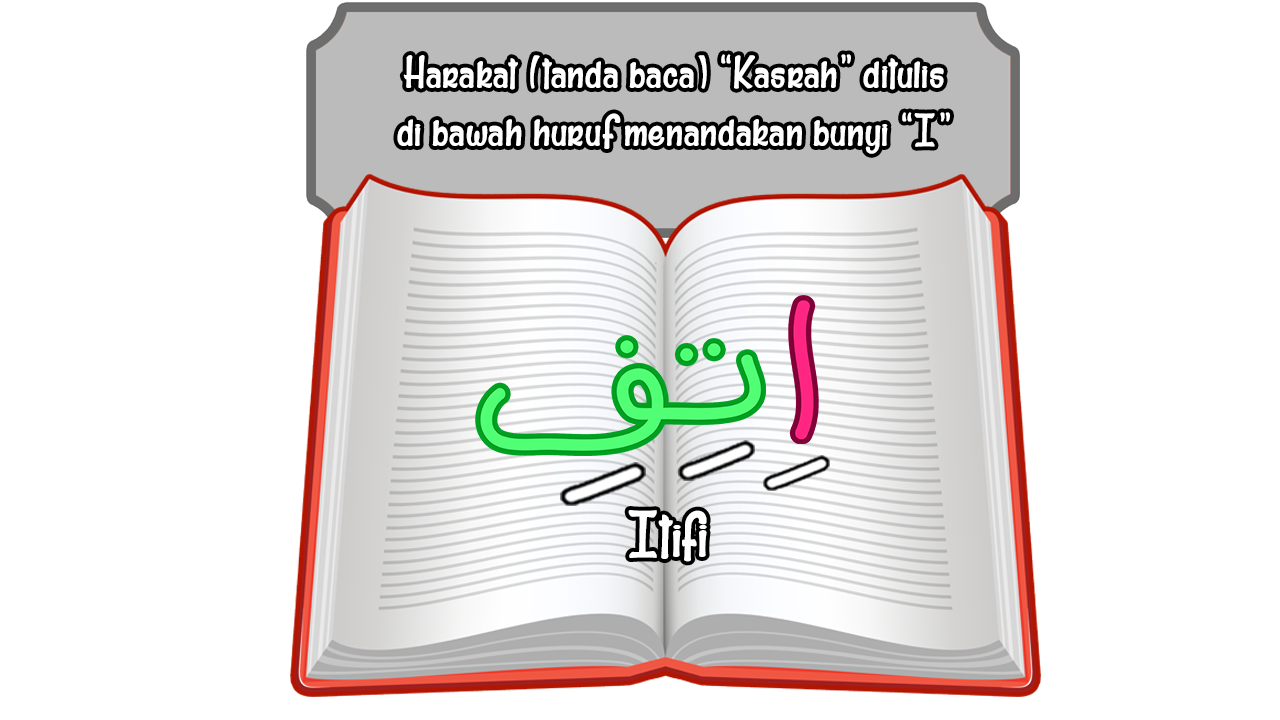 Harakat (tanda baca) “Kasrah” ditulis
di bawah huruf menandakan bunyi “I”
اِتِفِ
Itifi